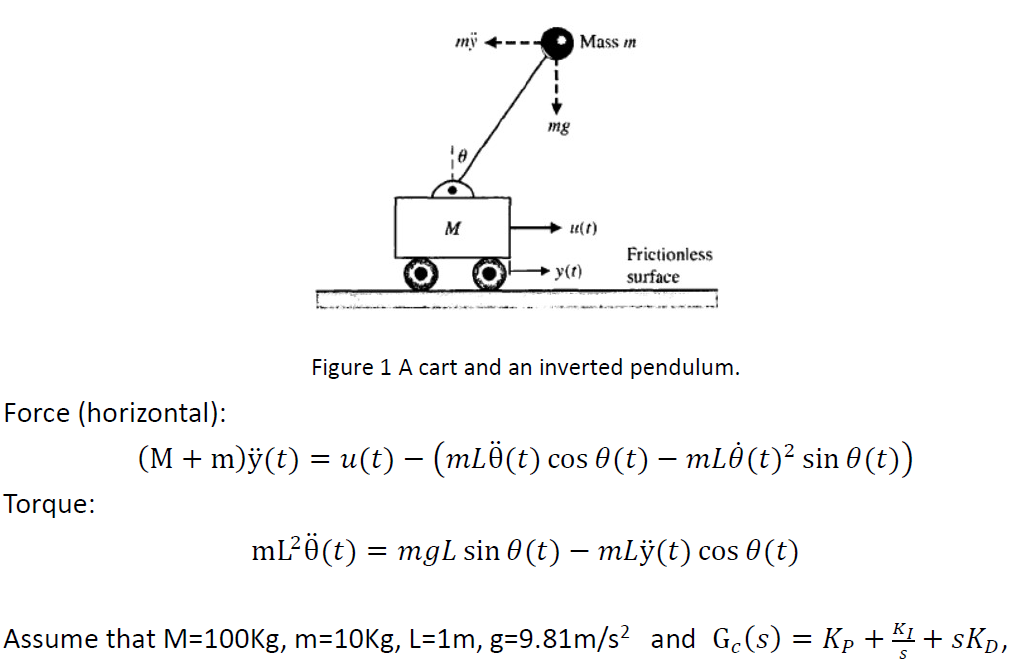 mÿ
Mass m
mg
θ
M
u(t)
y(t)
Frictionless
surface
Figure 1 A cart and an inverted pendulum.
Force (horizontal):
(M + m)ÿ(t) = u(t) − (mLθ̈(t) cos θ(t) − mLθ̇(t)² sin θ(t))
Torque:
mL²θ̈(t) = mgL sin θ(t) − mLÿ(t) cos θ(t)
Assume that M=100Kg, m=10Kg, L=1m, g=9.81m/s² and G_c(s) = K_P + K_I/s + sK_D,